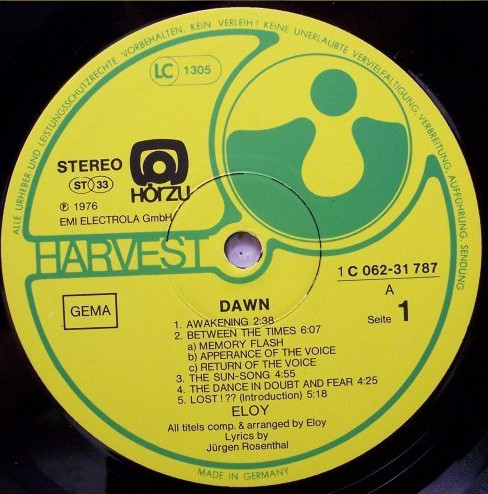 ALLE URHEBER- UND LEISTUNGSSCHUTZRECHTE VORBEHALTEN. KEIN VERLEIH! KEINE UNERLAUBTE VERVIELFÄLTIGUNG, VERBREITUNG, AUFFÜHRUNG, SENDUNG
LC 1305
STEREO
ST 33
HÖRZU
℗ 1976
EMI ELECTROLA GmbH
HARVEST
1 C 062-31 787
A
Seite 1
GEMA
DAWN
1. AWAKENING 2:38
2. BETWEEN THE TIMES 6:07
a) MEMORY FLASH
b) APPERANCE OF THE VOICE
c) RETURN OF THE VOICE
3. THE SUN-SONG 4:55
4. THE DANCE IN DOUBT AND FEAR 4:25
5. LOST!?? (Introduction) 5:18
ELOY
All titels comp. & arranged by Eloy
Lyrics by
Jürgen Rosenthal
MADE IN GERMANY